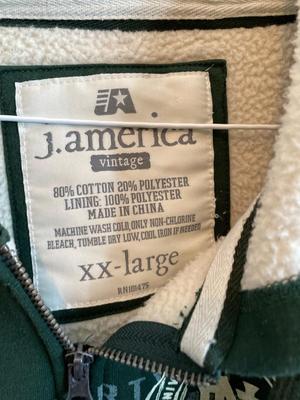 j.america
vintage
80% COTTON 20% POLYESTER
LINING: 100% POLYESTER
MADE IN CHINA
MACHINE WASH COLD, ONLY NON-CHLORINE
BLEACH, TUMBLE DRY LOW, COOL IRON IF NEEDED
XX-large
RN101475